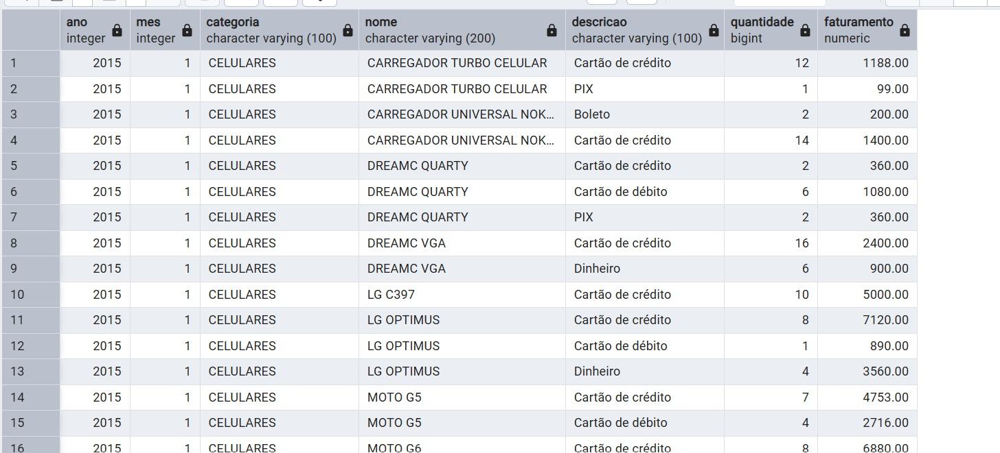 ano mes categoria nome descricao quantidade faturamento
integer integer character varying (100) character varying (200) character varying (100) bigint numeric
1 2015 1 CELULARES CARREGADOR TURBO CELULAR Cartão de crédito 12 1188.00
2 2015 1 CELULARES CARREGADOR TURBO CELULAR PIX 1 99.00
3 2015 1 CELULARES CARREGADOR UNIVERSAL NOK... Boleto 2 200.00
4 2015 1 CELULARES CARREGADOR UNIVERSAL NOK... Cartão de crédito 14 1400.00
5 2015 1 CELULARES DREAMC QUARTY Cartão de crédito 2 360.00
6 2015 1 CELULARES DREAMC QUARTY Cartão de débito 6 1080.00
7 2015 1 CELULARES DREAMC QUARTY PIX 2 360.00
8 2015 1 CELULARES DREAMC VGA Cartão de crédito 16 2400.00
9 2015 1 CELULARES DREAMC VGA Dinheiro 6 900.00
10 2015 1 CELULARES LG C397 Cartão de crédito 10 5000.00
11 2015 1 CELULARES LG OPTIMUS Cartão de crédito 8 7120.00
12 2015 1 CELULARES LG OPTIMUS Cartão de débito 1 890.00
13 2015 1 CELULARES LG OPTIMUS Dinheiro 4 3560.00
14 2015 1 CELULARES MOTO G5 Cartão de crédito 7 4753.00
15 2015 1 CELULARES MOTO G5 Cartão de débito 4 2716.00
16 2015 1 CELULARES MOTO G6 Cartão de crédito 8 6880.00